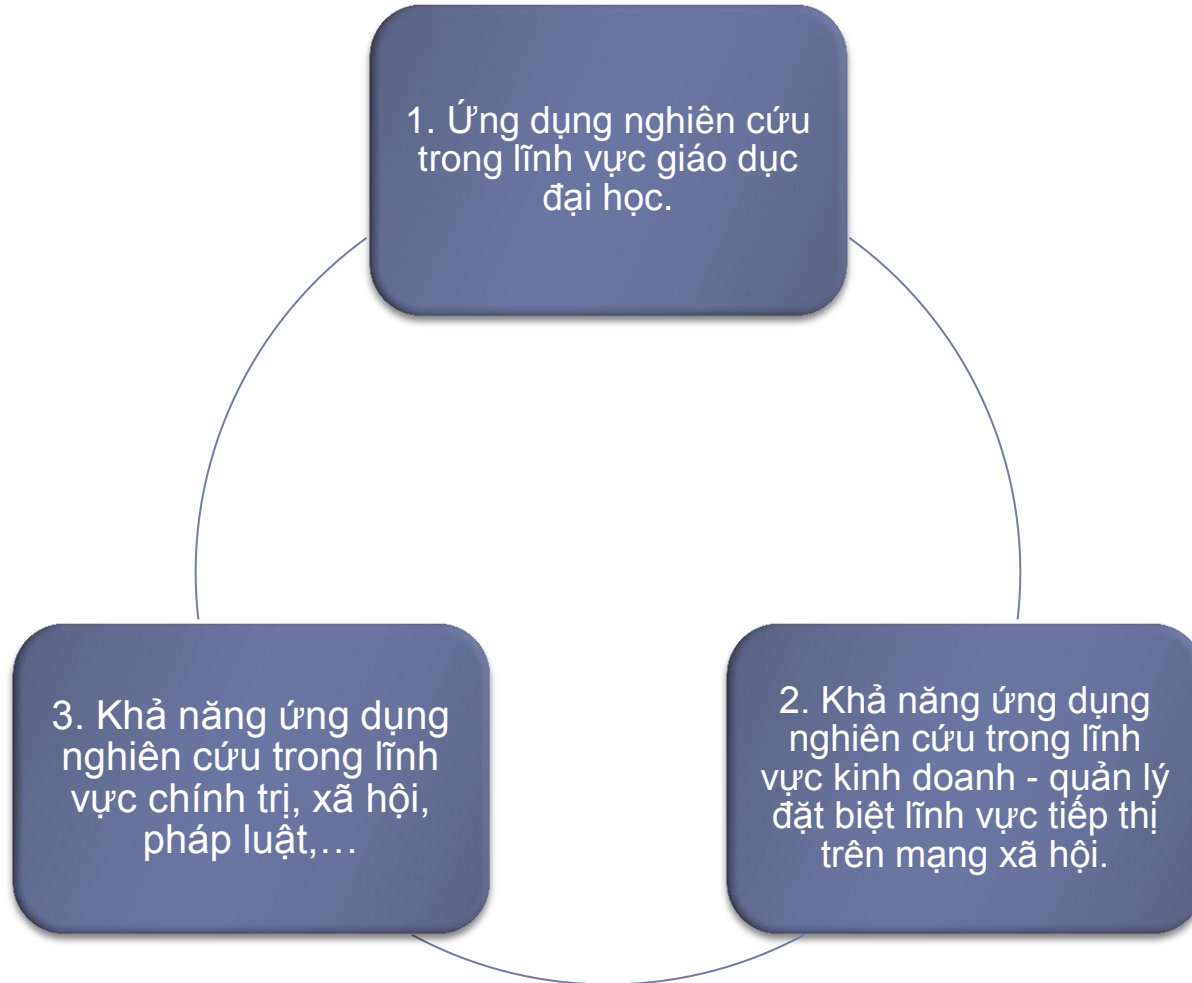 1. Ứng dụng nghiên cứu
trong lĩnh vực giáo dục
đại học.
2. Khả năng ứng dụng
nghiên cứu trong lĩnh
vực kinh doanh - quản lý
đặt biệt lĩnh vực tiếp thị
trên mạng xã hội.
3. Khả năng ứng dụng
nghiên cứu trong lĩnh
vực chính trị, xã hội,
pháp luật,…